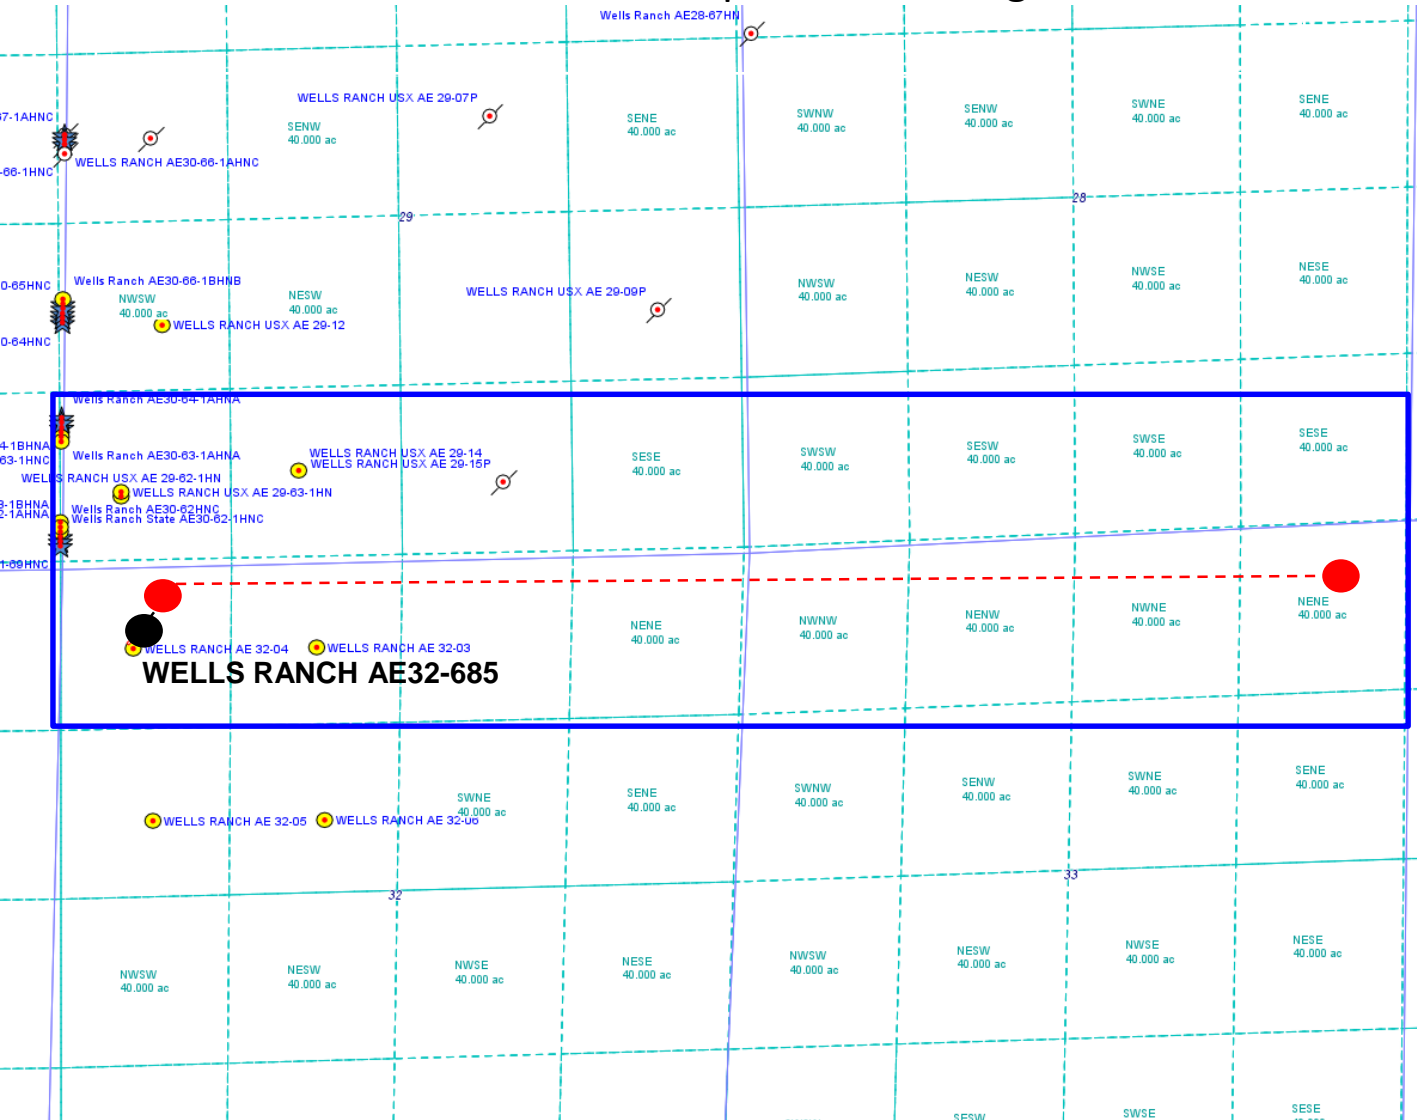 Wells Ranch AE28-67HN
WELLS RANCH USX AE 29-07P
7-1AHNC
SENW
40.000 ac
SENE
40.000 ac
SWNW
40.000 ac
SENW
40.000 ac
SWNE
40.000 ac
SENE
40.000 ac
WELLS RANCH AE30-66-1AHNC
-66-1HNC
29
28
Wells Ranch AE30-66-1BHNB
0-65HNC
NWSW
40.000 ac
NESW
40.000 ac
WELLS RANCH USX AE 29-09P
NWSW
40.000 ac
NESW
40.000 ac
NWSE
40.000 ac
NESE
40.000 ac
WELLS RANCH USX AE 29-12
0-64HNC
Wells Ranch AE30-64-1AHNA
4-1BHNA
63-1HNC
Wells Ranch AE30-63-1AHNA
WELLS RANCH USX AE 29-14
WELLS RANCH USX AE 29-15P
SESE
40.000 ac
SWSW
40.000 ac
SESW
40.000 ac
SWSE
40.000 ac
SESE
40.000 ac
WELLS RANCH USX AE 29-62-1HN
WELLS RANCH USX AE 29-63-1HN
-1BHNA
2-1AHNA
Wells Ranch AE30-62HNC
Wells Ranch State AE30-62-1HNC
1-69HNC
NENE
40.000 ac
NWNW
40.000 ac
NENW
40.000 ac
NWNE
40.000 ac
NENE
40.000 ac
WELLS RANCH AE 32-04
WELLS RANCH AE 32-03
WELLS RANCH AE32-685
SWNE
40.000 ac
SENE
40.000 ac
SWNW
40.000 ac
SENW
40.000 ac
SWNE
40.000 ac
SENE
40.000 ac
WELLS RANCH AE 32-05
WELLS RANCH AE 32-06
32
33
NWSW
40.000 ac
NESW
40.000 ac
NWSE
40.000 ac
NESE
40.000 ac
NWSW
40.000 ac
NESW
40.000 ac
NWSE
40.000 ac
NESE
40.000 ac
SESW
SWSE
SESE